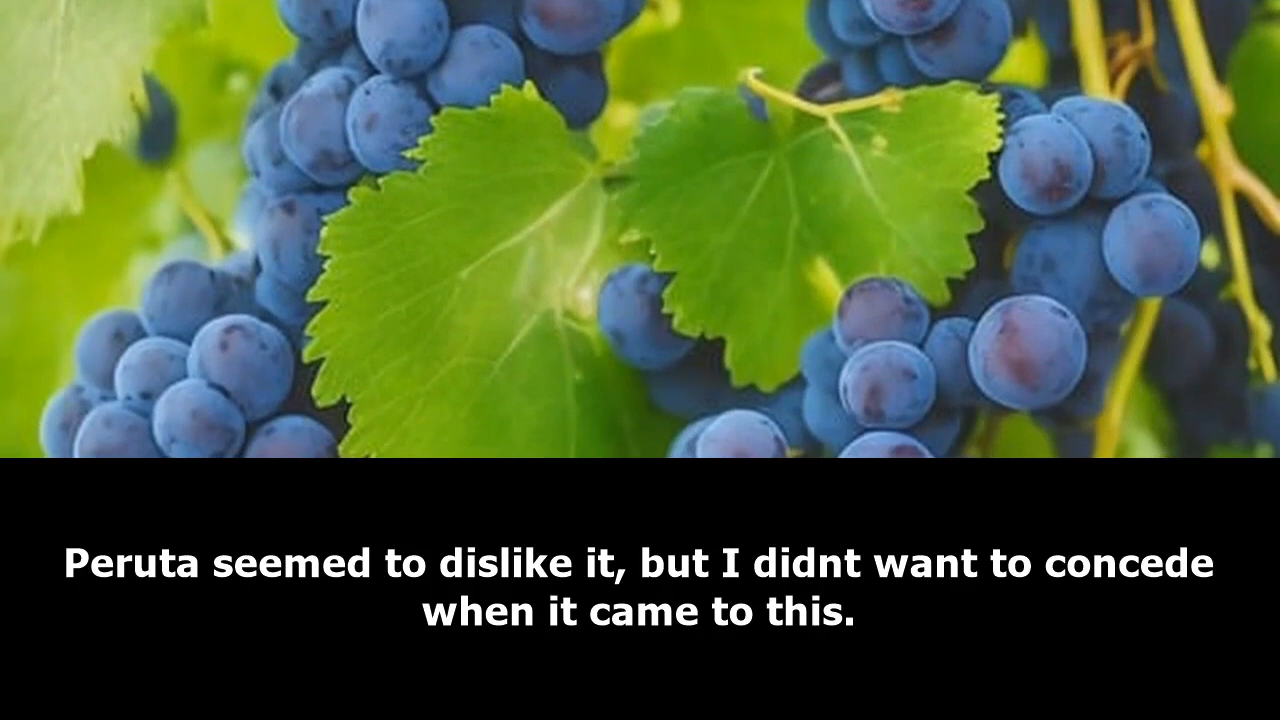 Peruta seemed to dislike it, but I didnt want to concede
when it came to this.